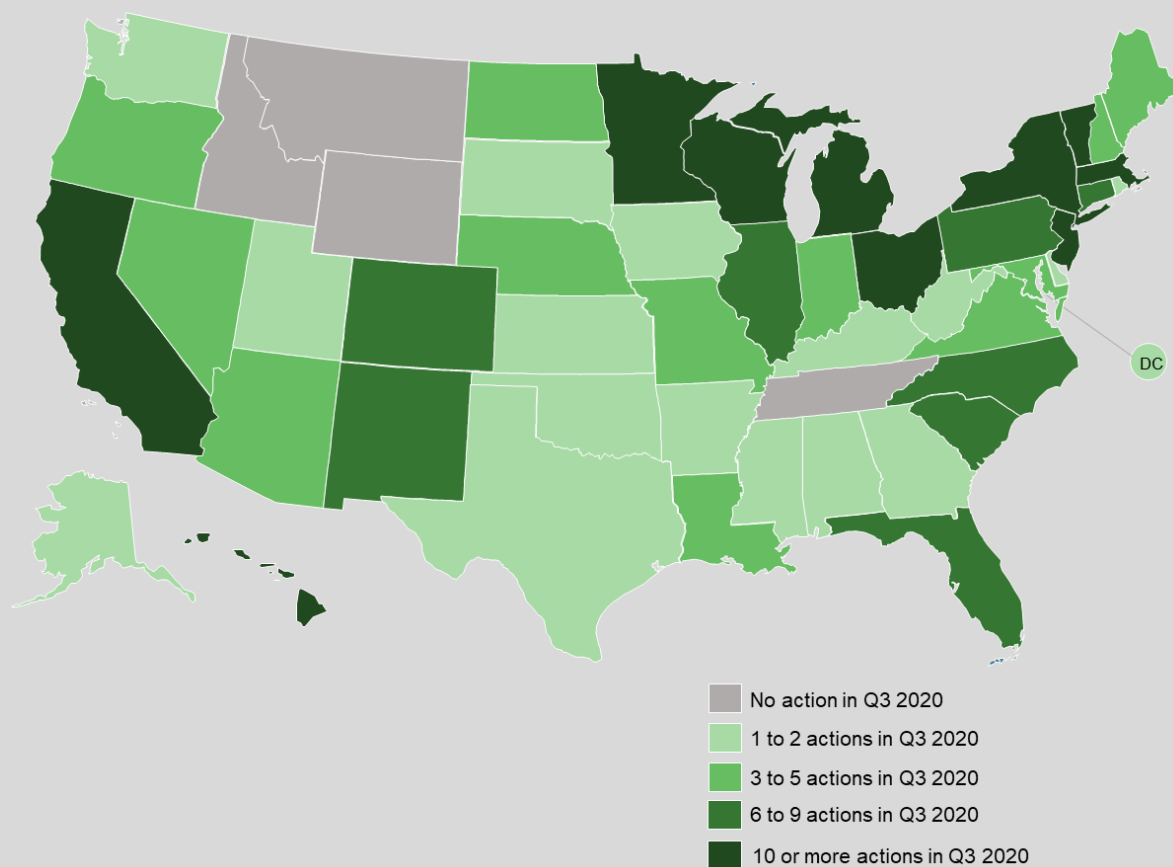 DC
No action in Q3 2020
1 to 2 actions in Q3 2020
3 to 5 actions in Q3 2020
6 to 9 actions in Q3 2020
10 or more actions in Q3 2020